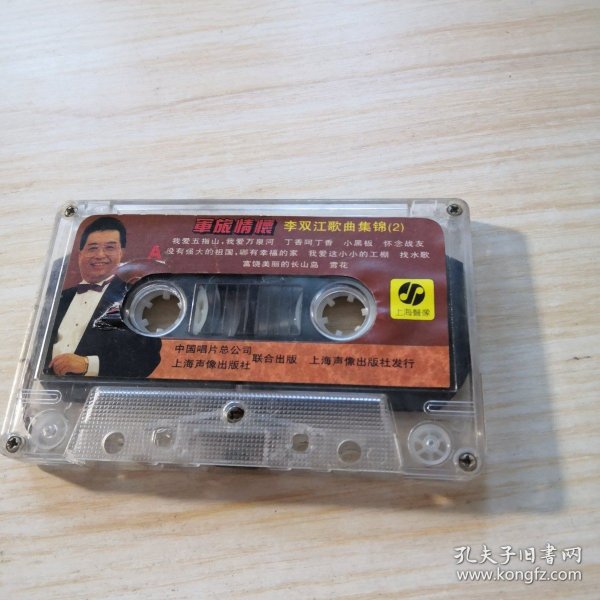 軍旅情懷 李双江歌曲集锦(2)
我爱五指山,我爱万泉河 丁香呵丁香 小黑板 怀念战友
A 没有强大的祖国,哪有幸福的家 我爱这小小的工棚 找水歌
富饶美丽的长山岛 雪花
上海聲像
中国唱片总公司
上海声像出版社 联合出版 上海声像出版社发行
孔夫子旧书网
www.kongfz.com